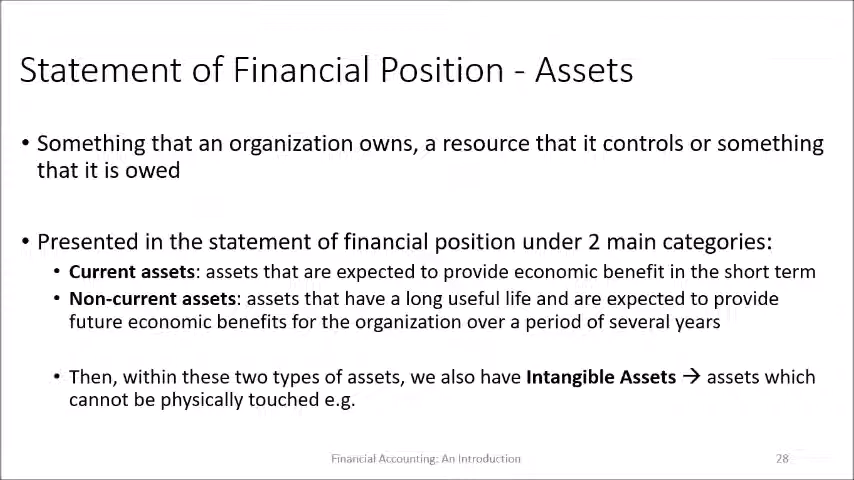 Statement of Financial Position - Assets
• Something that an organization owns, a resource that it controls or something
that it is owed
• Presented in the statement of financial position under 2 main categories:
• Current assets: assets that are expected to provide economic benefit in the short term
• Non-current assets: assets that have a long useful life and are expected to provide
future economic benefits for the organization over a period of several years
• Then, within these two types of assets, we also have Intangible Assets → assets which
cannot be physically touched e.g.
Financial Accounting: An Introduction
28